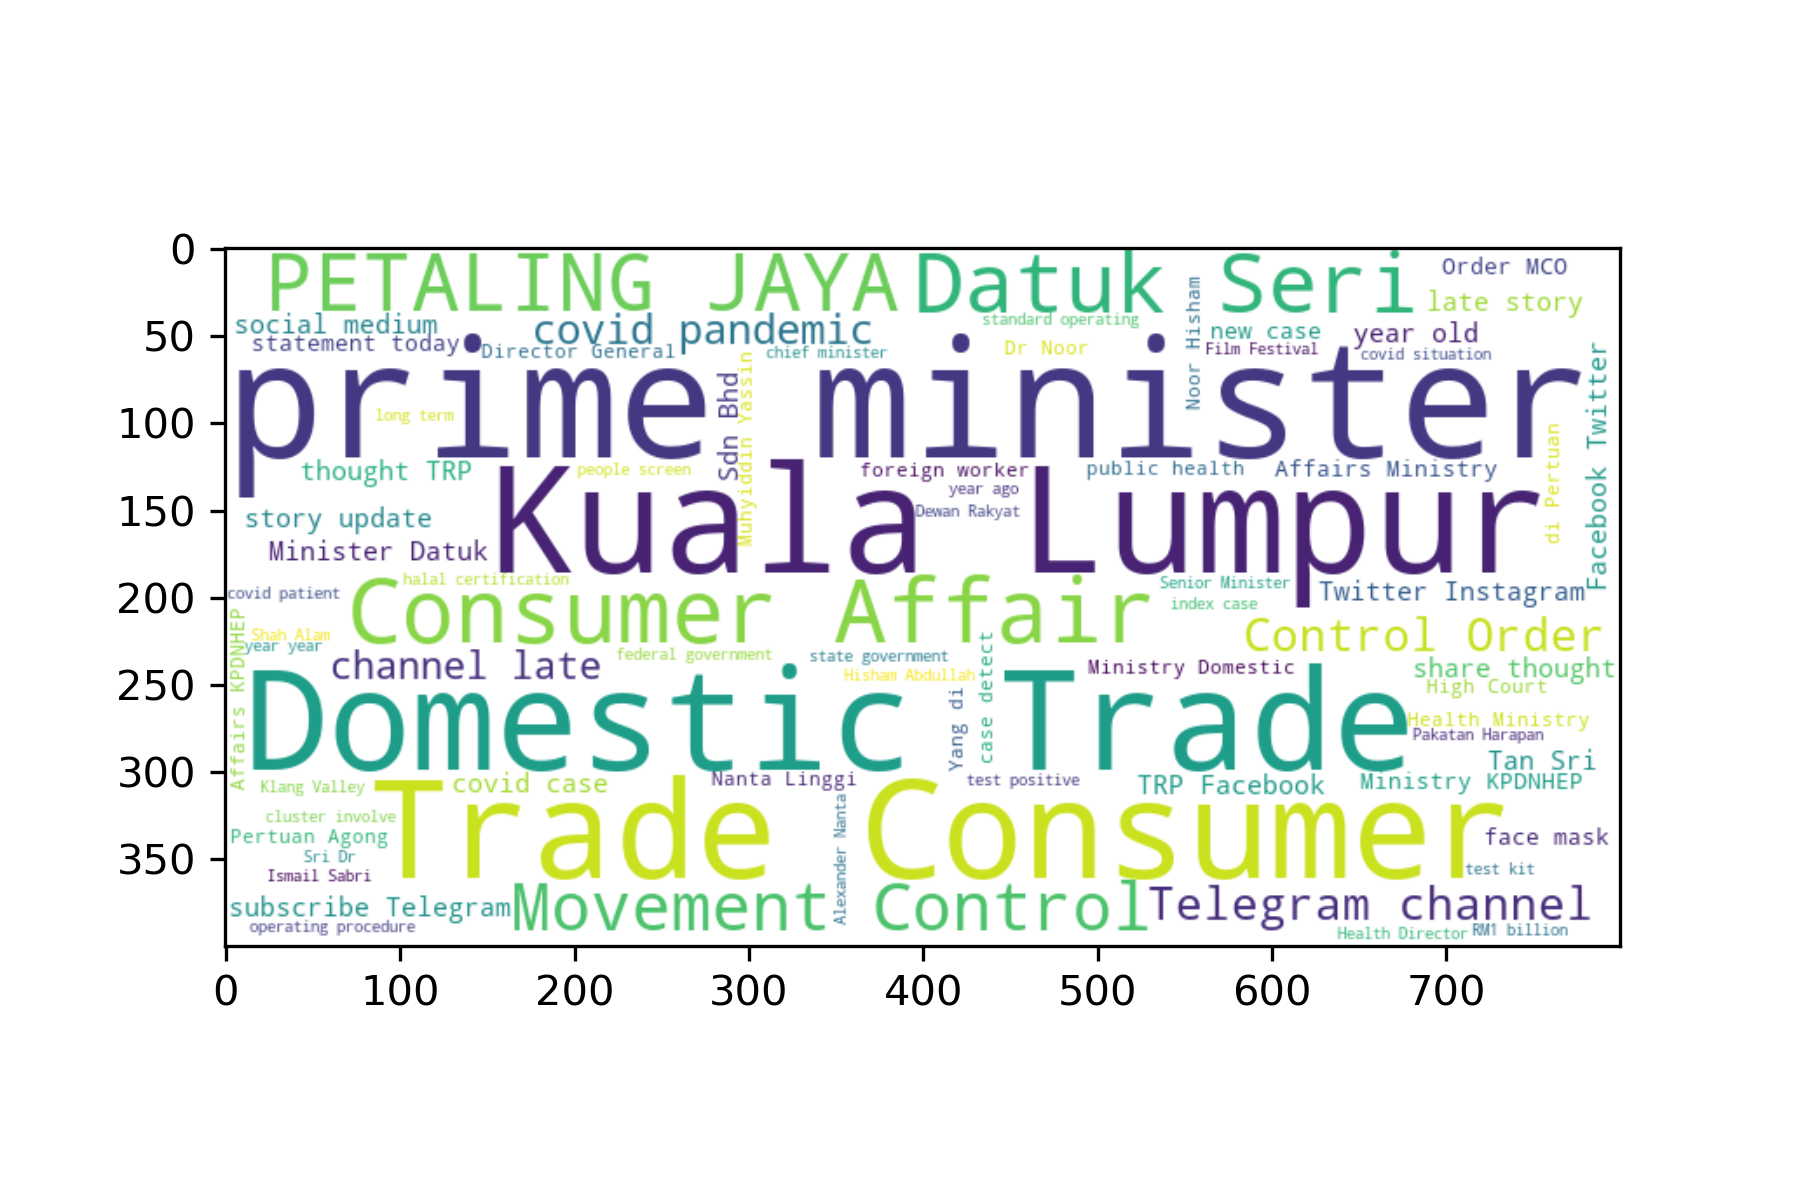 0
50
100
150
200
250
300
350
0 100 200 300 400 500 600 700
PETALING JAYA
Datuk Seri
Order MCO
late story
social medium
covid pandemic
standard operating
Noor Hisham
new case
year old
statement today
Director General
chief minister
Dr Noor
Film Festival
covid situation
prime minister
long term
Sdn Bhd
Muhyiddin Yassin
Facebook Twitter
di Pertuan
thought TRP
people screen
foreign worker
public health
Affairs Ministry
year ago
Kuala Lumpur
Dewan Rakyat
story update
Minister Datuk
halal certification
Senior Minister
covid patient
Consumer Affair
Twitter Instagram
index case
Affairs KPDNHEP
Shah Alam
year year
Control Order
channel late
federal government
state government
Ministry Domestic
share thought
Hisham Abdullah
case detect
High Court
Yang di
Domestic Trade
Health Ministry
Pakatan Harapan
Tan Sri
Klang Valley
covid case
Nanta Linggi
test positive
TRP Facebook
Ministry KPDNHEP
cluster involve
Trade Consumer
Alexander Nanta
Pertuan Agong
face mask
Sri Dr
Ismail Sabri
test kit
subscribe Telegram
Movement Control
Telegram channel
operating procedure
Health Director
RM1 billion